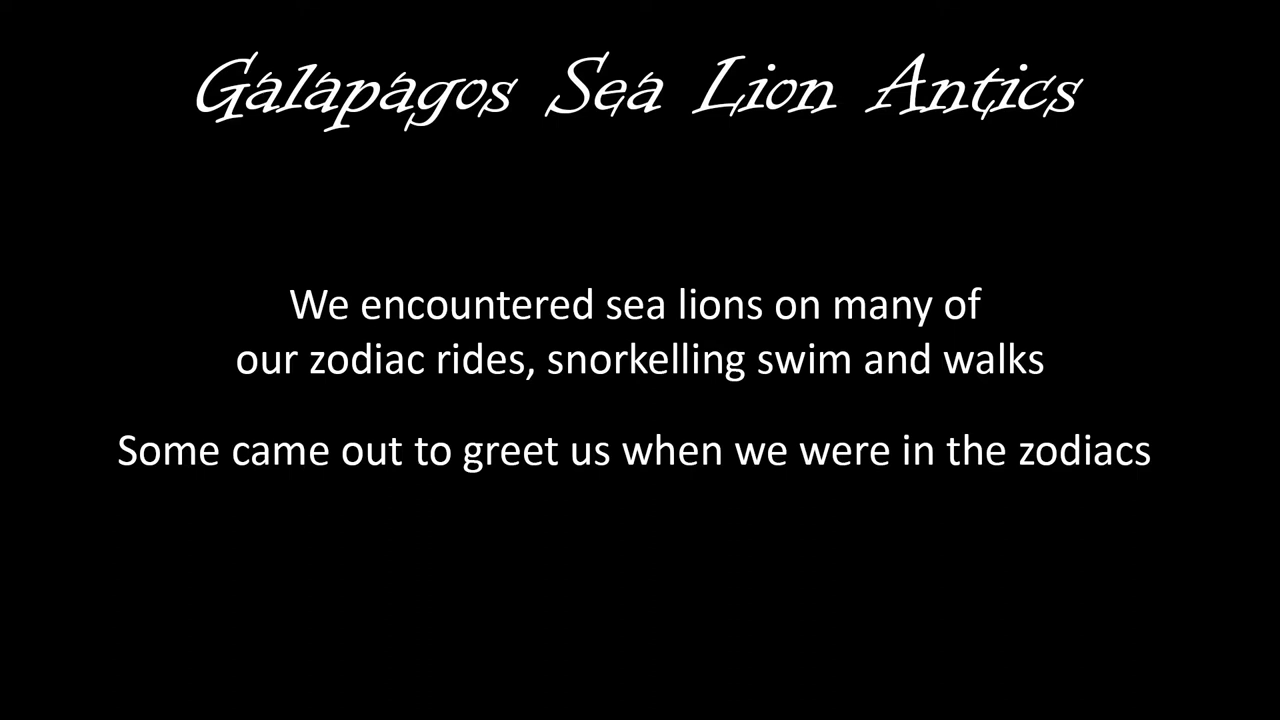 Galapagos Sea Lion Antics
We encountered sea lions on many of
our zodiac rides, snorkelling swim and walks
Some came out to greet us when we were in the zodiacs